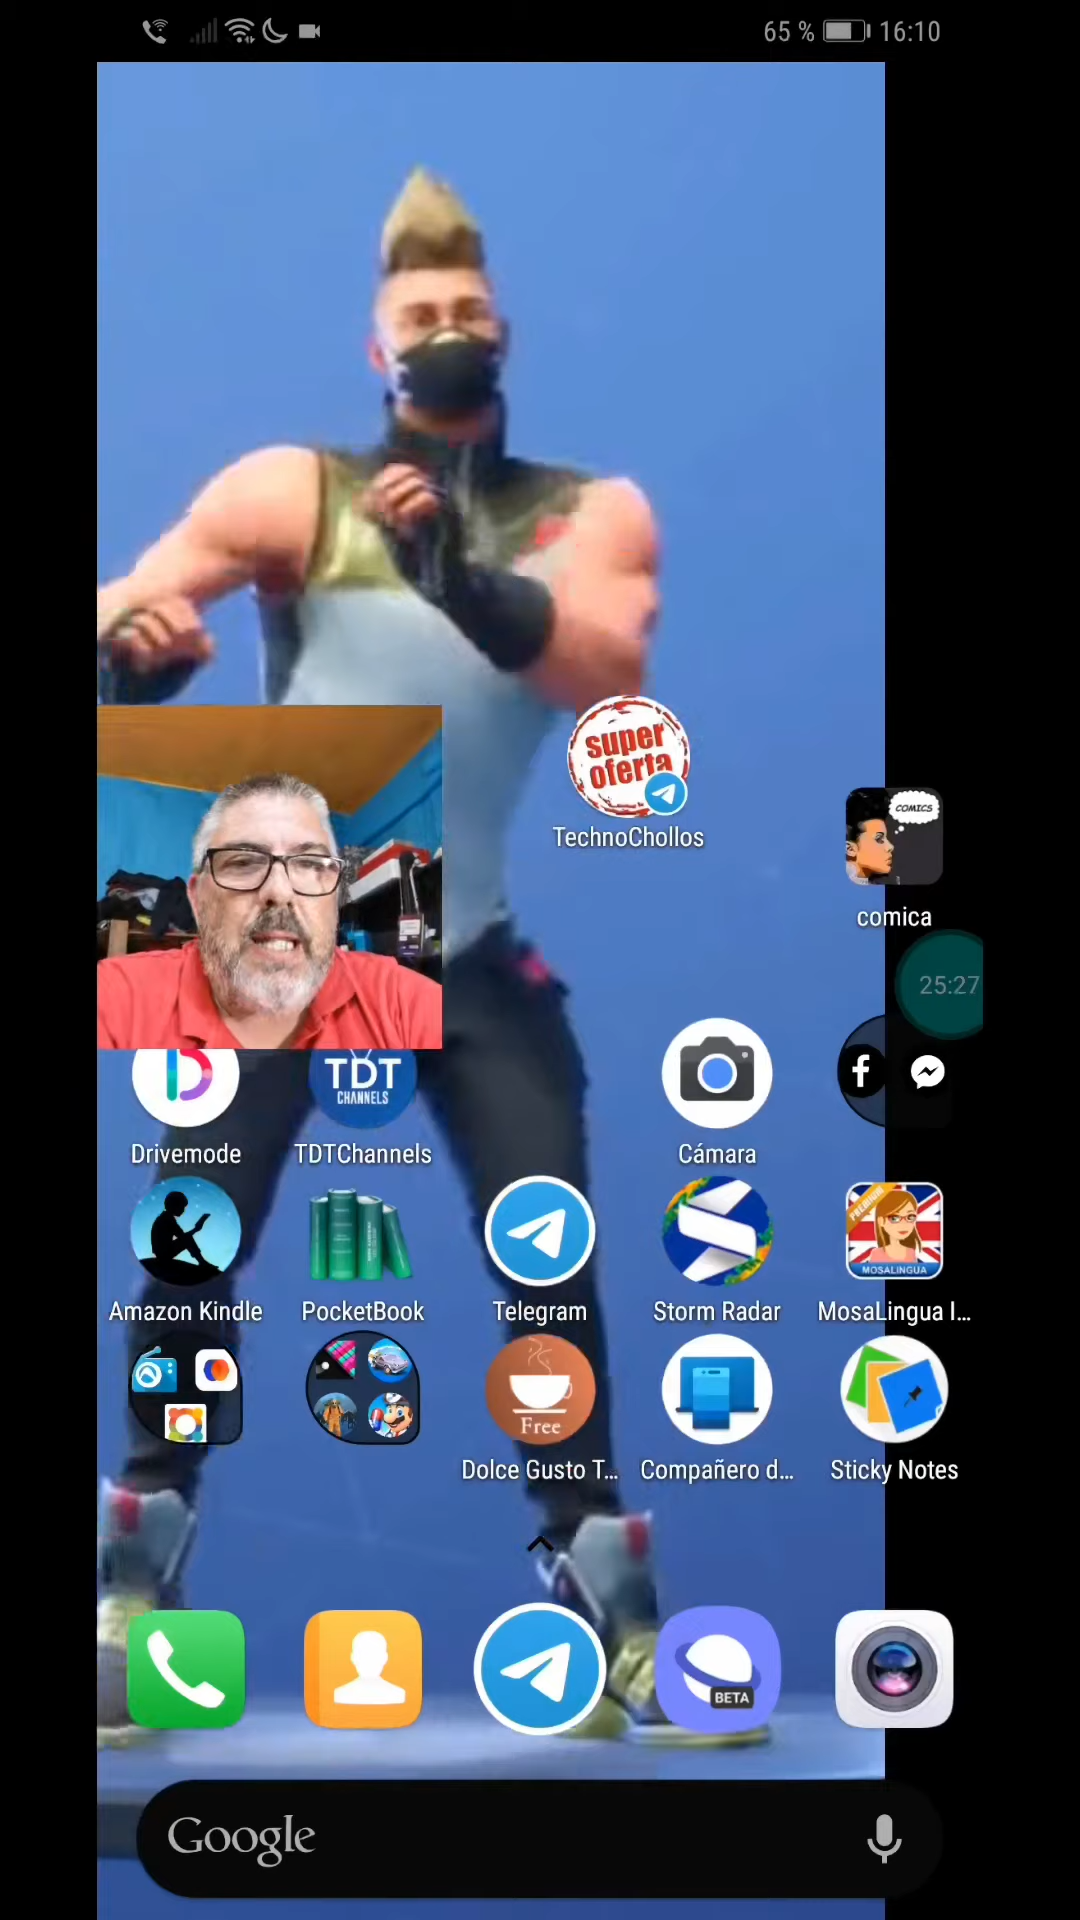 65 % 16:10
super
oferta
TechnoChollos
COMICS
comica
25:27
TDT
CHANNELS
Drivemode
TDTChannels
Cámara
PREMIUM
MOSALINGUA
Amazon Kindle
PocketBook
Telegram
Storm Radar
MosaLingua I...
Free
Dolce Gusto T...
Compañero d...
Sticky Notes
BETA
Google